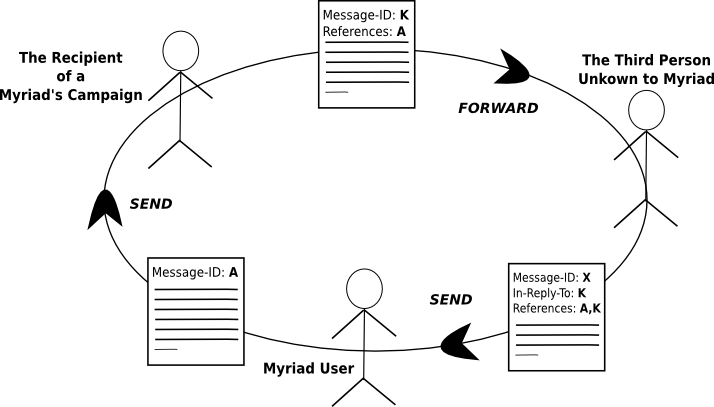 Message-ID: K
References: A
The Recipient
of a
Myriad's Campaign
The Third Person
Unkown to Myriad
FORWARD
SEND
Message-ID: A
Message-ID: X
In-Reply-To: K
References: A,K
SEND
Myriad User